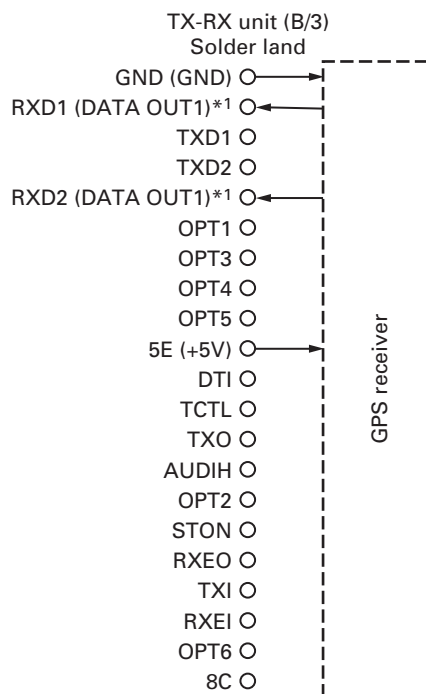 TX-RX unit (B/3)
Solder land
GND (GND)
RXD1 (DATA OUT1)*1
TXD1
TXD2
RXD2 (DATA OUT1)*1
OPT1
OPT3
OPT4
OPT5
5E (+5V)
DTI
TCTL
TXO
AUDIH
OPT2
STON
RXEO
TXI
RXEI
OPT6
8C
GPS receiver